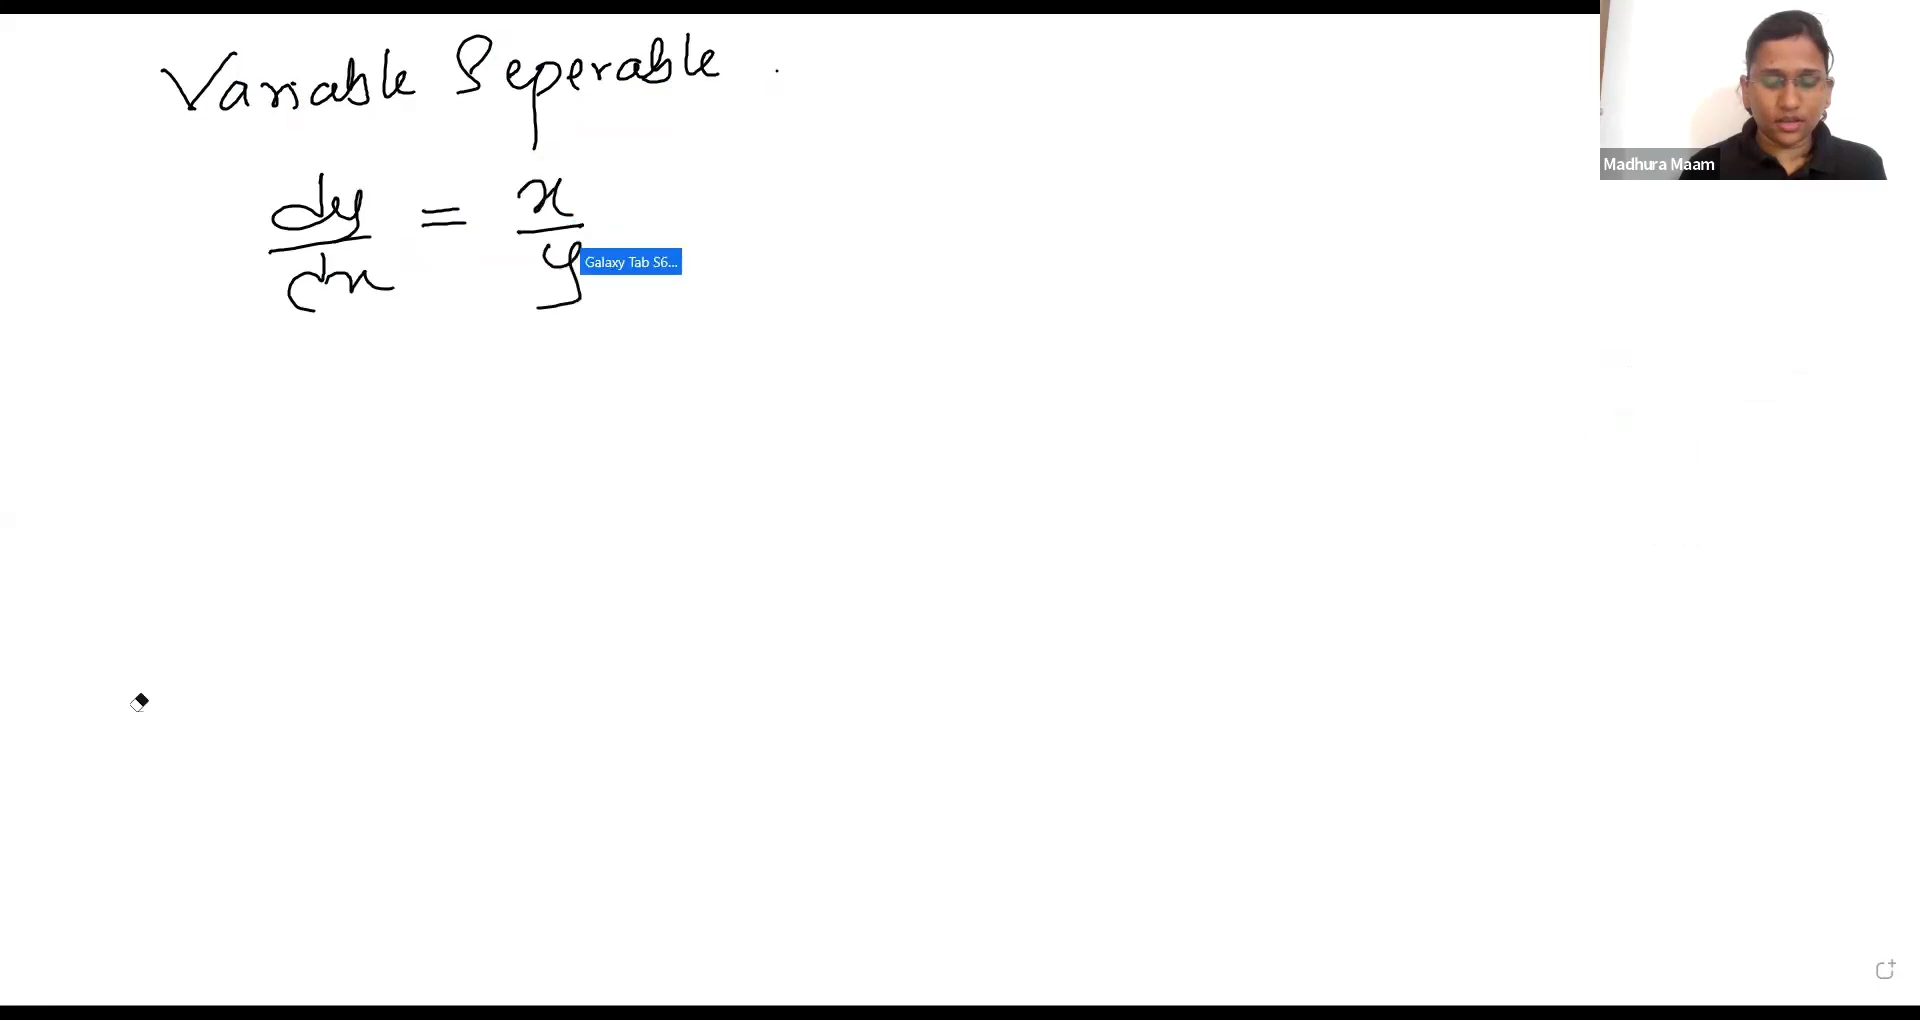 Variable Seperable
Madhura Maam
dy/dx = x/y
Galaxy Tab S6...